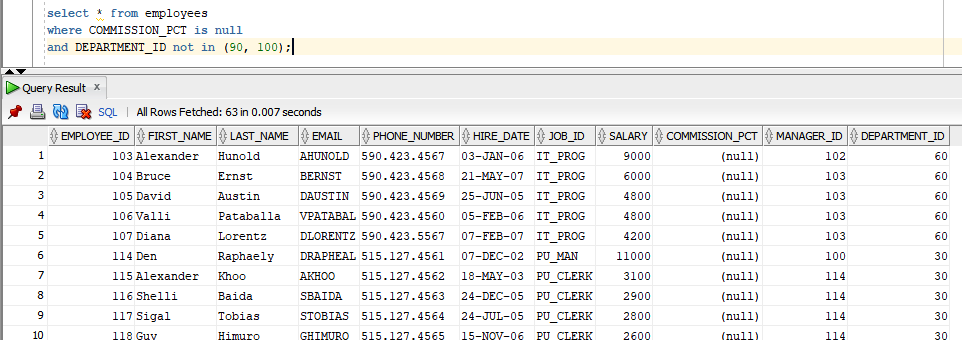 select * from employees
where COMMISSION_PCT is null
and DEPARTMENT_ID not in (90, 100);
Query Result x
SQL | All Rows Fetched: 63 in 0.007 seconds
EMPLOYEE_ID FIRST_NAME LAST_NAME EMAIL PHONE_NUMBER HIRE_DATE JOB_ID SALARY COMMISSION_PCT MANAGER_ID DEPARTMENT_ID
1 103 Alexander Hunold AHUNOLD 590.423.4567 03-JAN-06 IT_PROG 9000 (null) 102 60
2 104 Bruce Ernst BERNST 590.423.4568 21-MAY-07 IT_PROG 6000 (null) 103 60
3 105 David Austin DAUSTIN 590.423.4569 25-JUN-05 IT_PROG 4800 (null) 103 60
4 106 Valli Pataballa VPATABAL 590.423.4560 05-FEB-06 IT_PROG 4800 (null) 103 60
5 107 Diana Lorentz DLORENTZ 590.423.5567 07-FEB-07 IT_PROG 4200 (null) 103 60
6 114 Den Raphaely DRAPHEAL 515.127.4561 07-DEC-02 PU_MAN 11000 (null) 100 30
7 115 Alexander Khoo AKHOO 515.127.4562 18-MAY-03 PU_CLERK 3100 (null) 114 30
8 116 Shelli Baida SBAIDA 515.127.4563 24-DEC-05 PU_CLERK 2900 (null) 114 30
9 117 Sigal Tobias STOBIAS 515.127.4564 24-JUL-05 PU_CLERK 2800 (null) 114 30
10 118 Guy Himuro GHIMURO 515.127.4565 15-NOV-06 PU_CLERK 2600 (null) 114 30